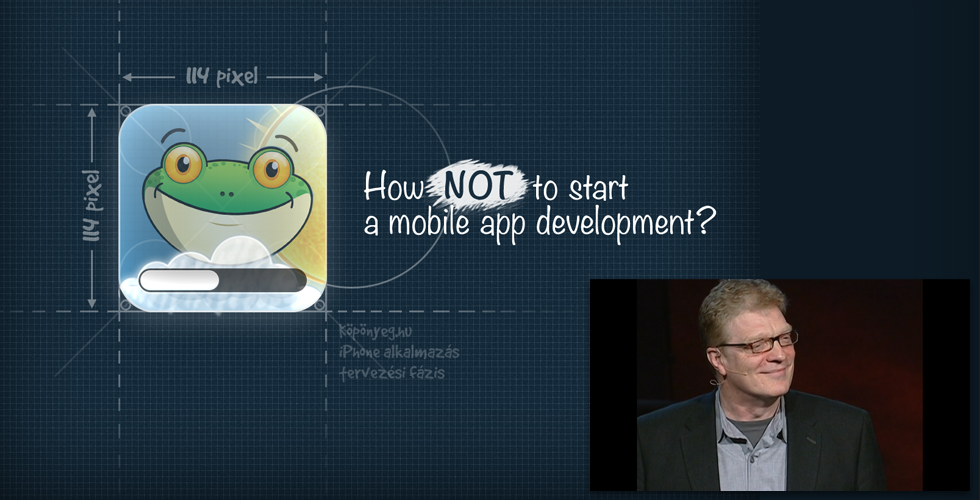 114 pixel
114 pixel
How NOT to start
a mobile app development?
Köpönyeg.hu
iPhone alkalmazás
tervezési fázis